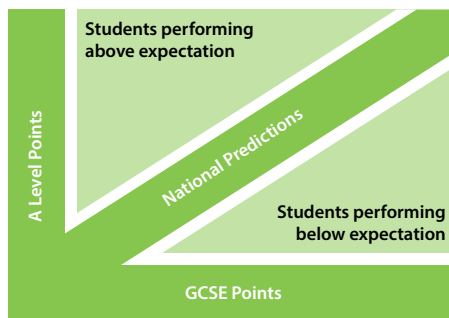 Students performing
above expectation
A Level Points
National Predictions
Students performing
below expectation
GCSE Points